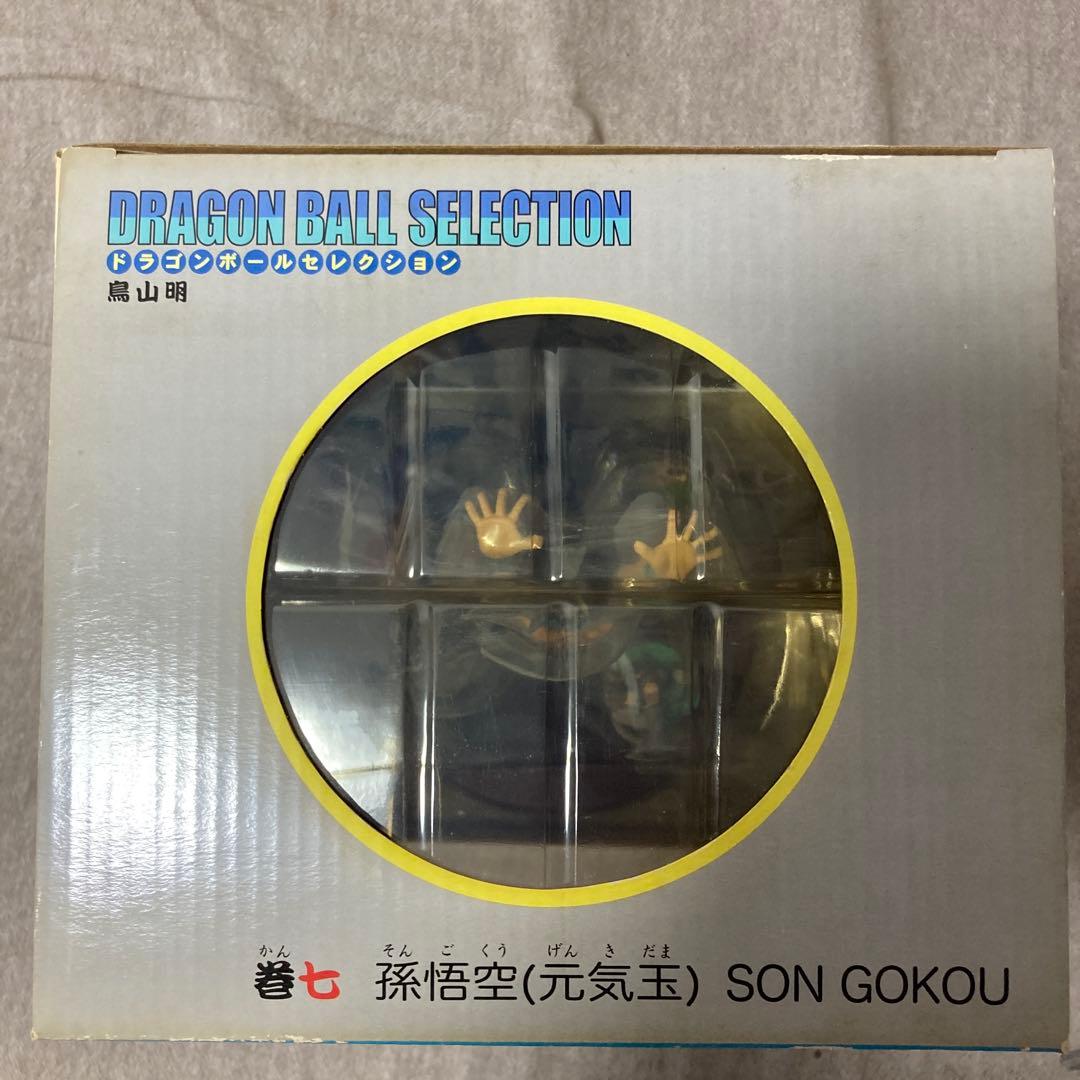 DRAGON BALL SELECTION
ドラゴンボールセレクション
鳥山明
かん そん ご くう げん き だま
巻七 孫悟空(元気玉) SON GOKOU